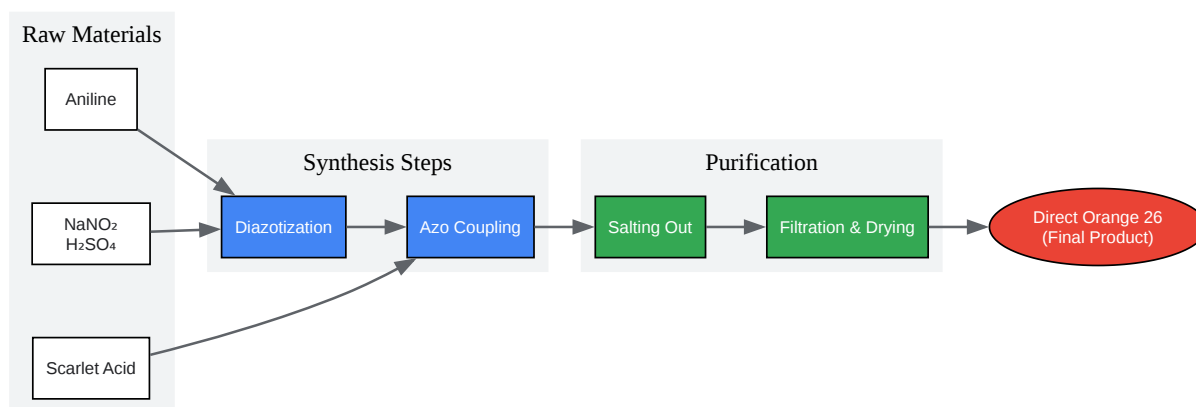 Raw Materials
Aniline
NaNO₂
H₂SO₄
Scarlet Acid
Synthesis Steps
Diazotization
Azo Coupling
Purification
Salting Out
Filtration & Drying
Direct Orange 26
(Final Product)